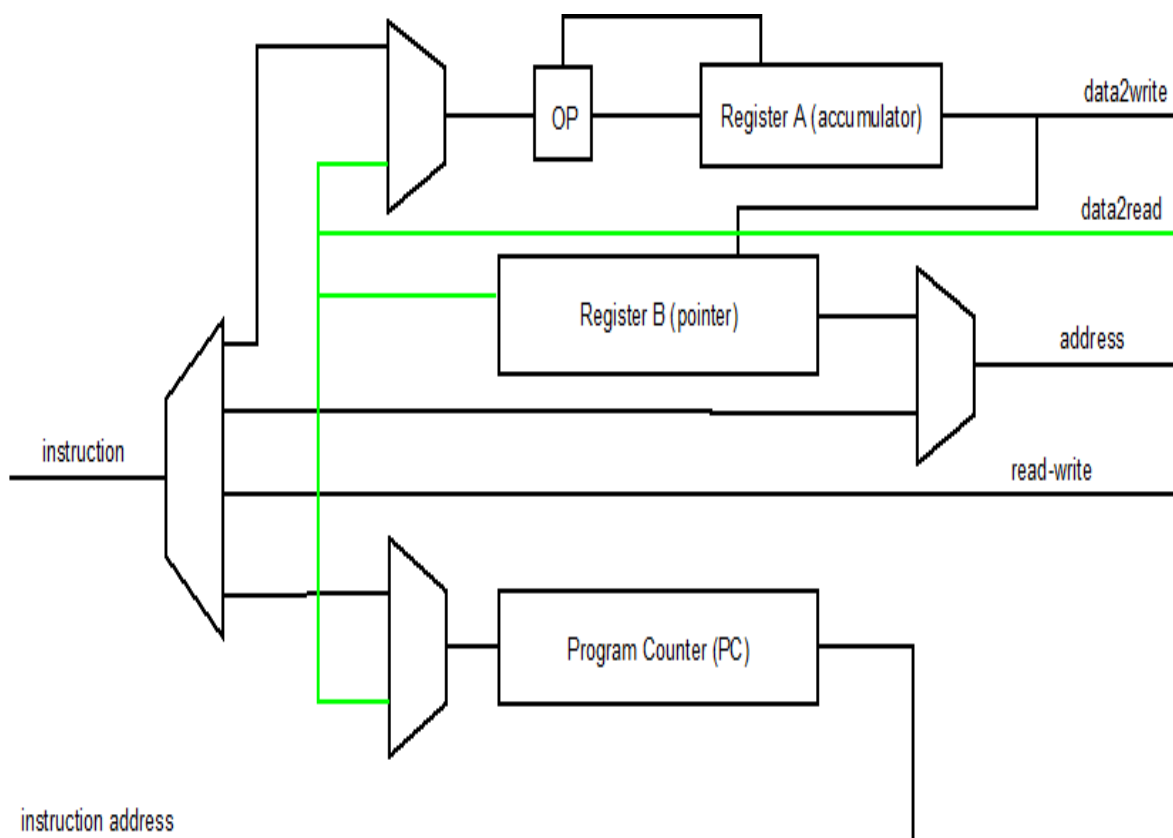 data2write
OP
Register A (accumulator)
data2read
Register B (pointer)
address
instruction
read-write
Program Counter (PC)
instruction address